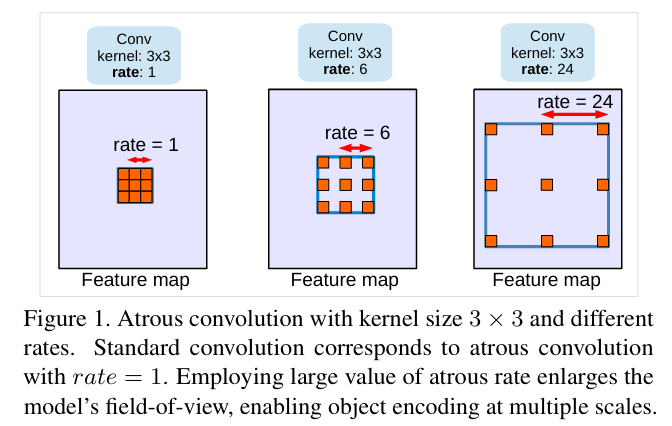 Conv
kernel: 3x3
rate: 1
Conv
kernel: 3x3
rate: 6
Conv
kernel: 3x3
rate: 24
rate = 1
rate = 6
rate = 24
Feature map
Feature map
Feature map
Figure 1. Atrous convolution with kernel size 3 × 3 and different
rates. Standard convolution corresponds to atrous convolution
with rate = 1. Employing large value of atrous rate enlarges the
model's field-of-view, enabling object encoding at multiple scales.